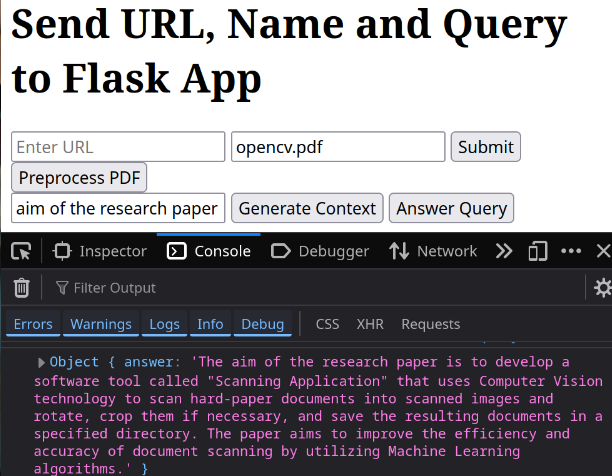 Send URL, Name and Query
to Flask App
Enter URL opencv.pdf Submit
Preprocess PDF
aim of the research paper Generate Context Answer Query
Inspector Console Debugger Network
Filter Output
Errors Warnings Logs Info Debug CSS XHR Requests
Object { answer: 'The aim of the research paper is to develop a
software tool called "Scanning Application" that uses Computer Vision
technology to scan hard-paper documents into scanned images and
rotate, crop them if necessary, and save the resulting documents in a
specified directory. The paper aims to improve the efficiency and
accuracy of document scanning by utilizing Machine Learning
algorithms.' }